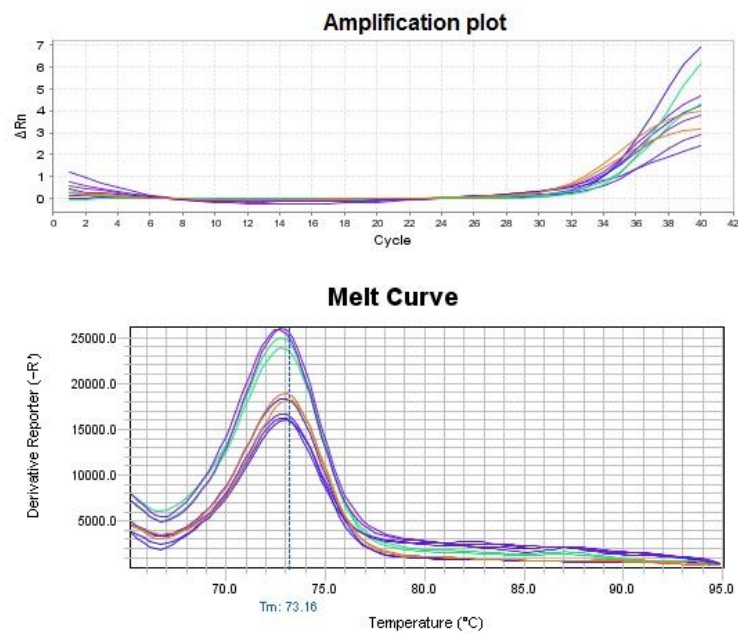 Amplification plot
7
6
5
4
3
2
1
0
ΔRn
0 2 4 6 8 10 12 14 16 18 20 22 24 26 28 30 32 34 36 38 40 42
Cycle
Melt Curve
25000.0
20000.0
15000.0
10000.0
5000.0
Derivative Reporter (-R')
70.0 75.0 80.0 85.0 90.0 95.0
Tm: 73.16
Temperature (°C)